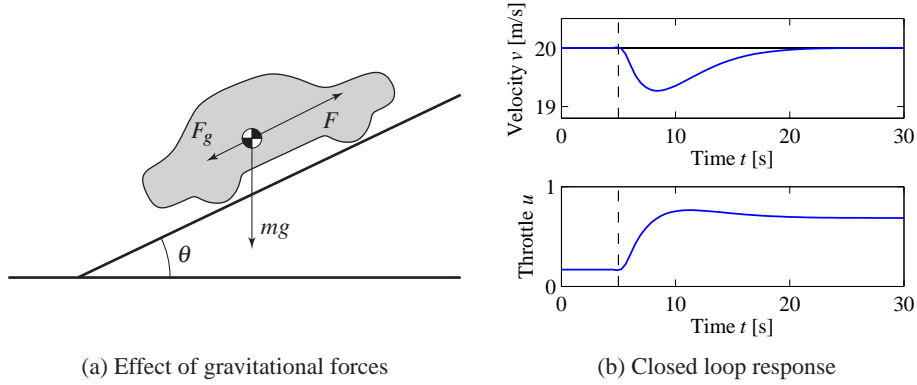 F_g
F
mg
θ
(a) Effect of gravitational forces
Velocity v [m/s]
20
19
0 10 20 30
Time t [s]
Throttle u
1
0
0 10 20 30
Time t [s]
(b) Closed loop response